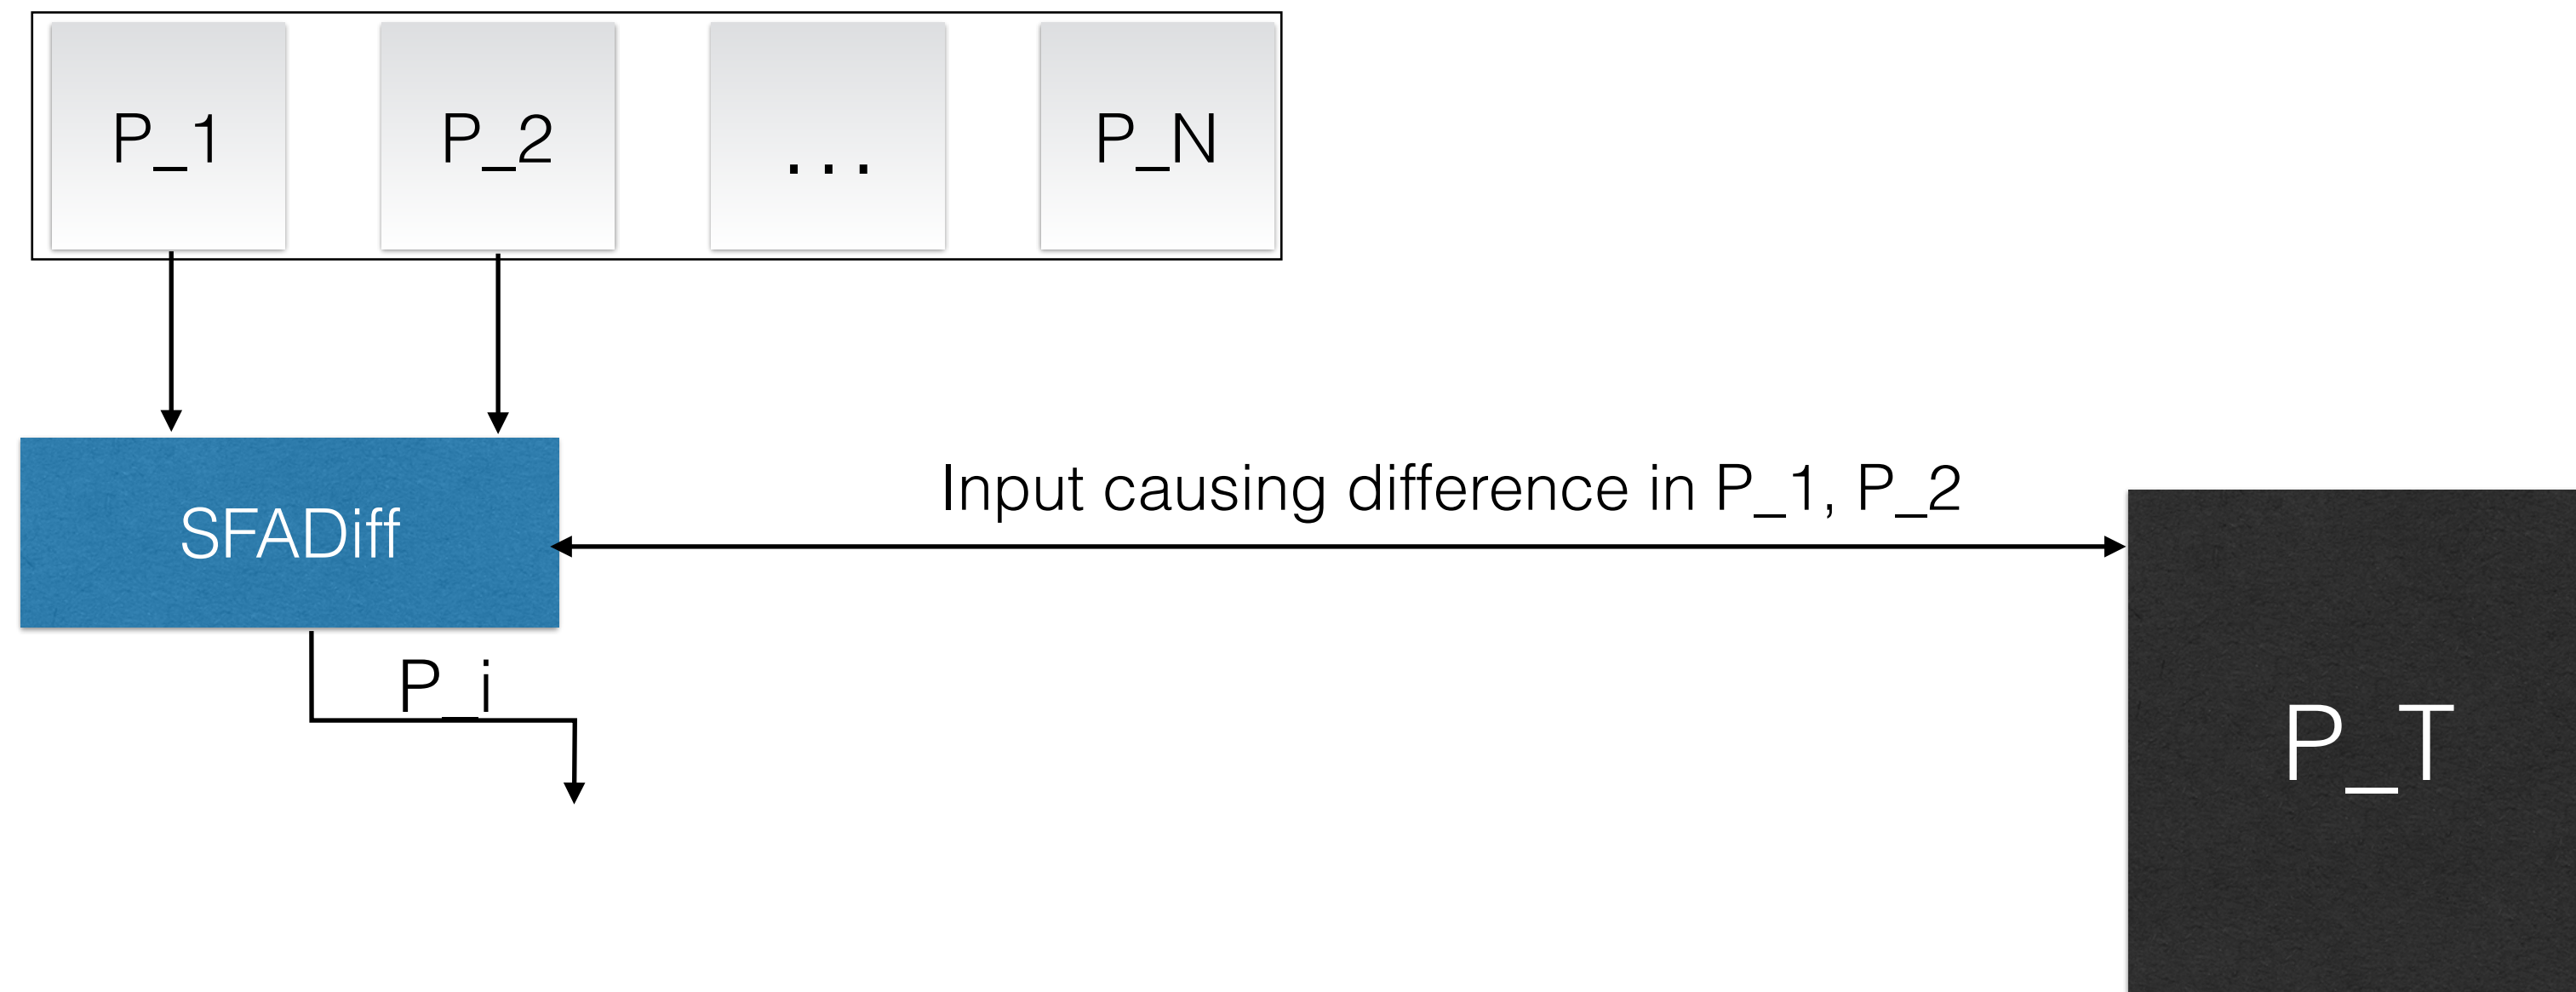 P_1
P_2
...
P_N
Input causing difference in P_1, P_2
SFADiff
P_i
P_T